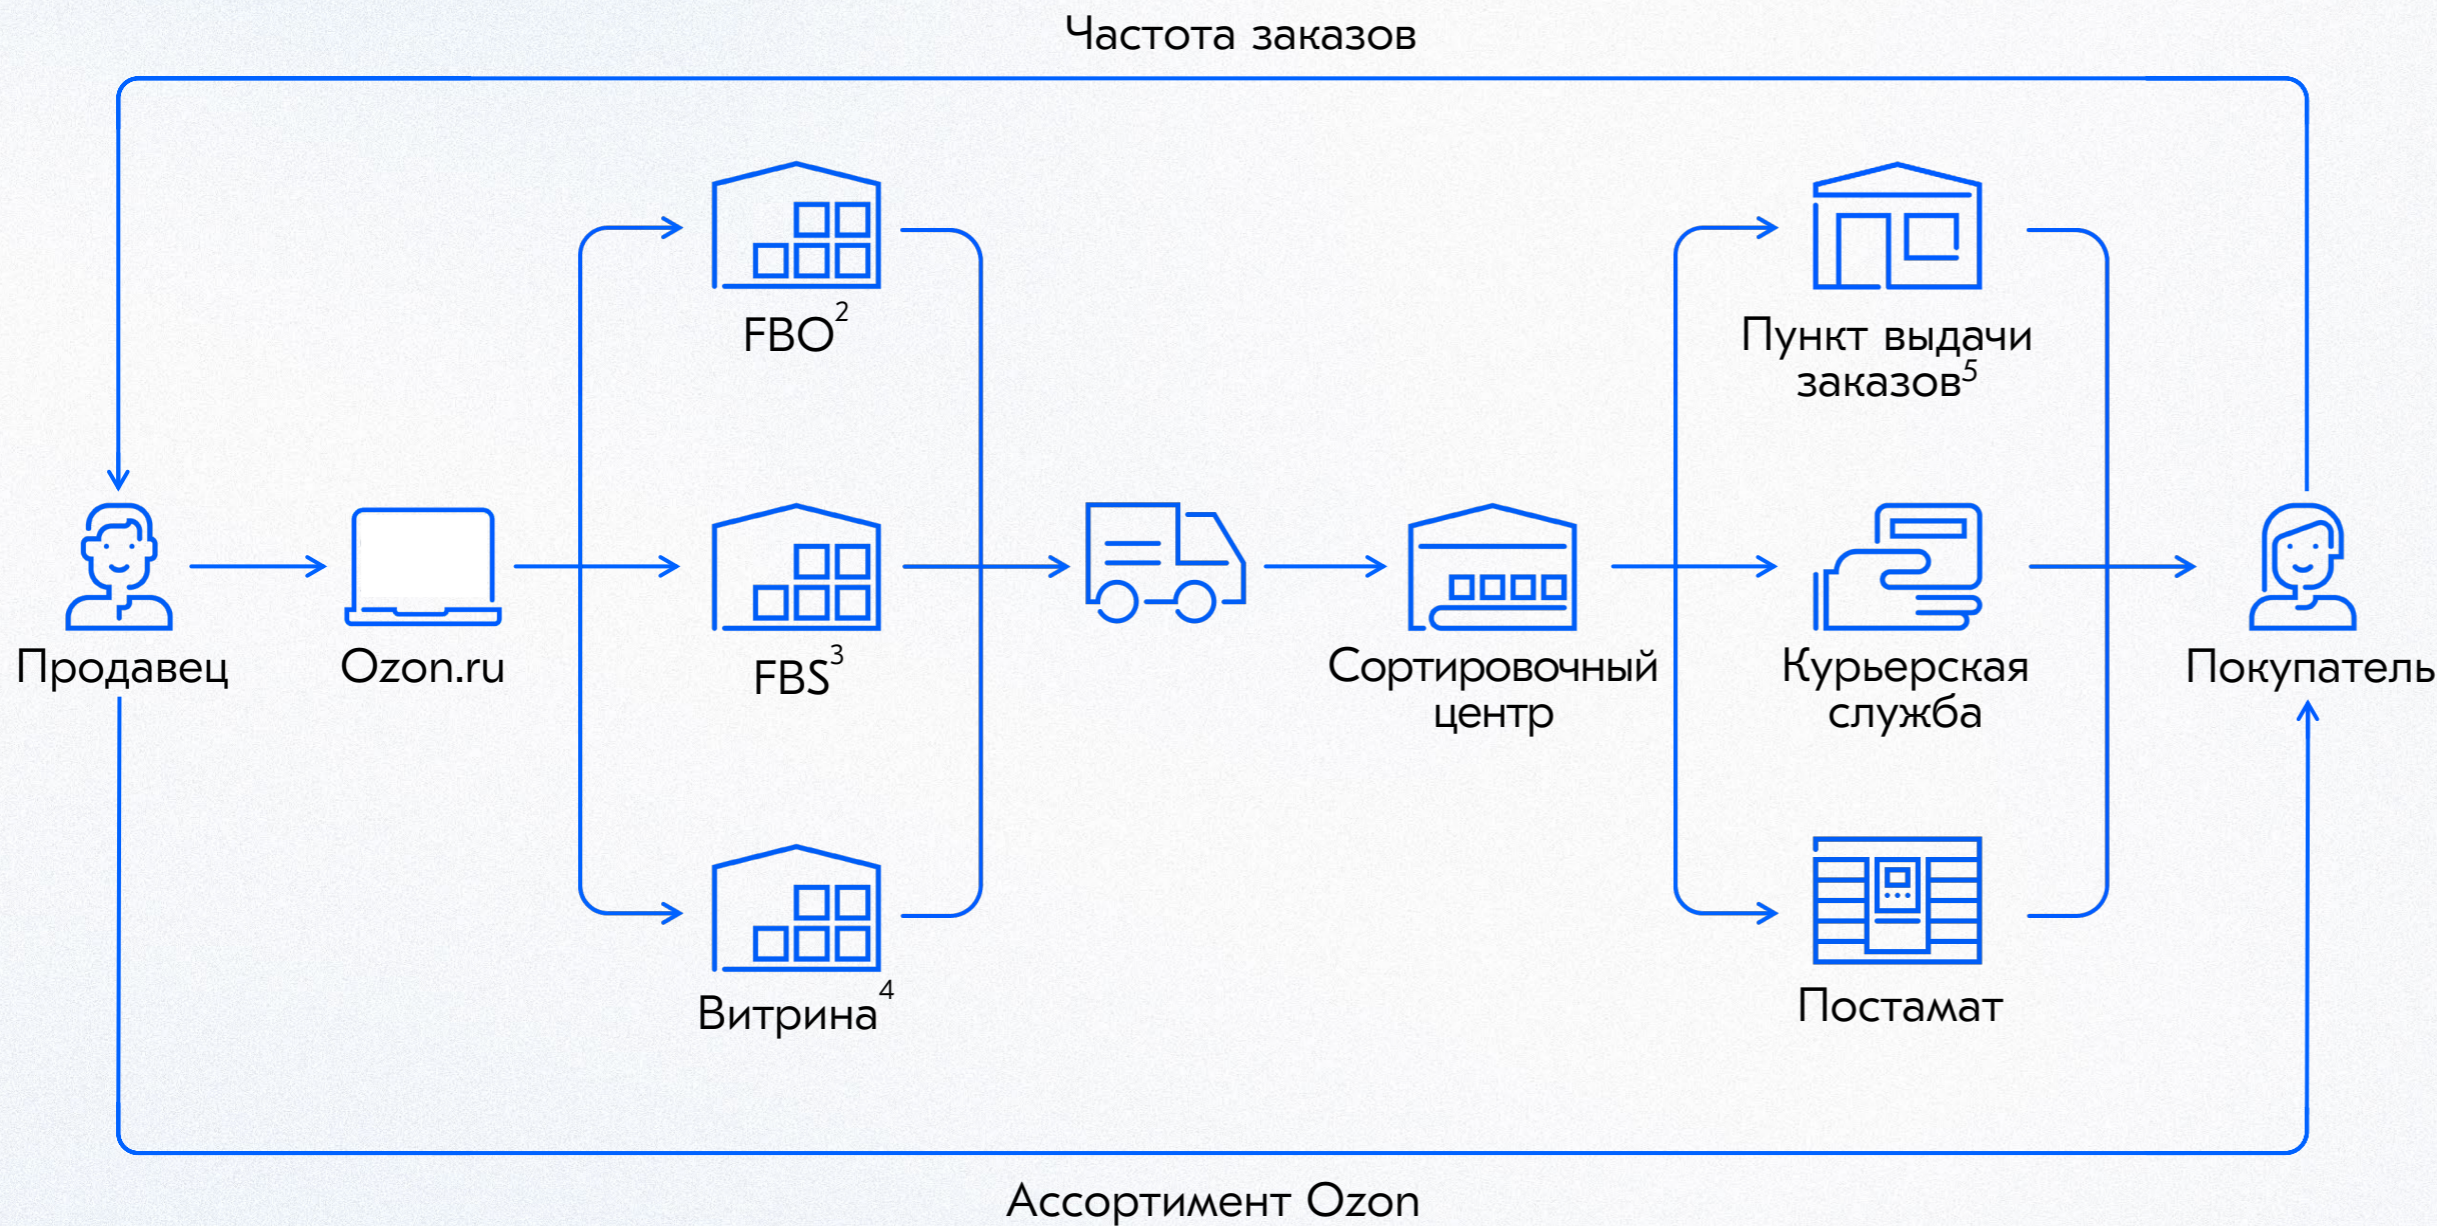 Частота заказов
FBO²
Пункт выдачи
заказов⁵
Продавец
Ozon.ru
FBS³
Сортировочный
центр
Курьерская
служба
Покупатель
Витрина⁴
Постамат
Ассортимент Ozon